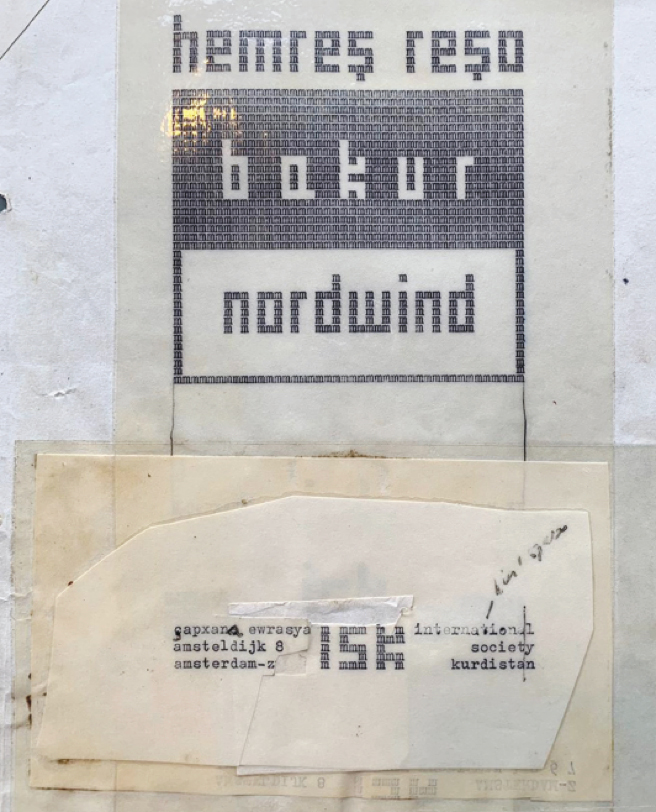 hemreş reşo
bakur
nordwind
çapxana ewrasya
amsteldijk 8
amsterdam-z
ISK
international
society
kurdistan